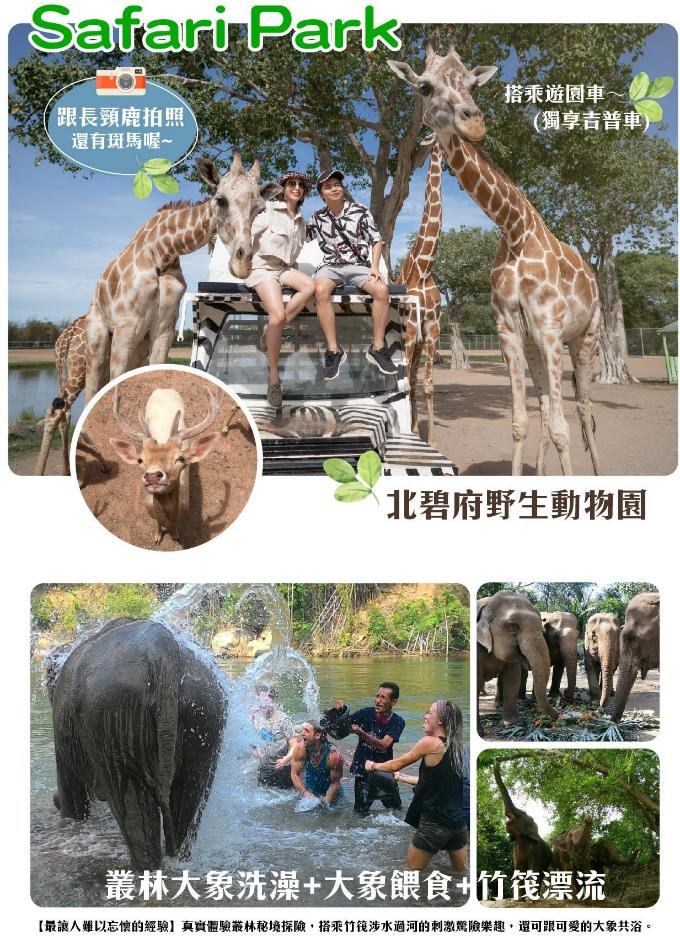 Safari Park
跟長頸鹿拍照
還有斑馬喔~
搭乘遊園車～
(獨享吉普車)
北碧府野生動物園
叢林大象洗澡+大象餵食+竹筏漂流
【最讓人難以忘懷的經驗】真實體驗叢林秘境探險，搭乘竹筏涉水過河的刺激驚險樂趣，還可跟可愛的大象共浴。